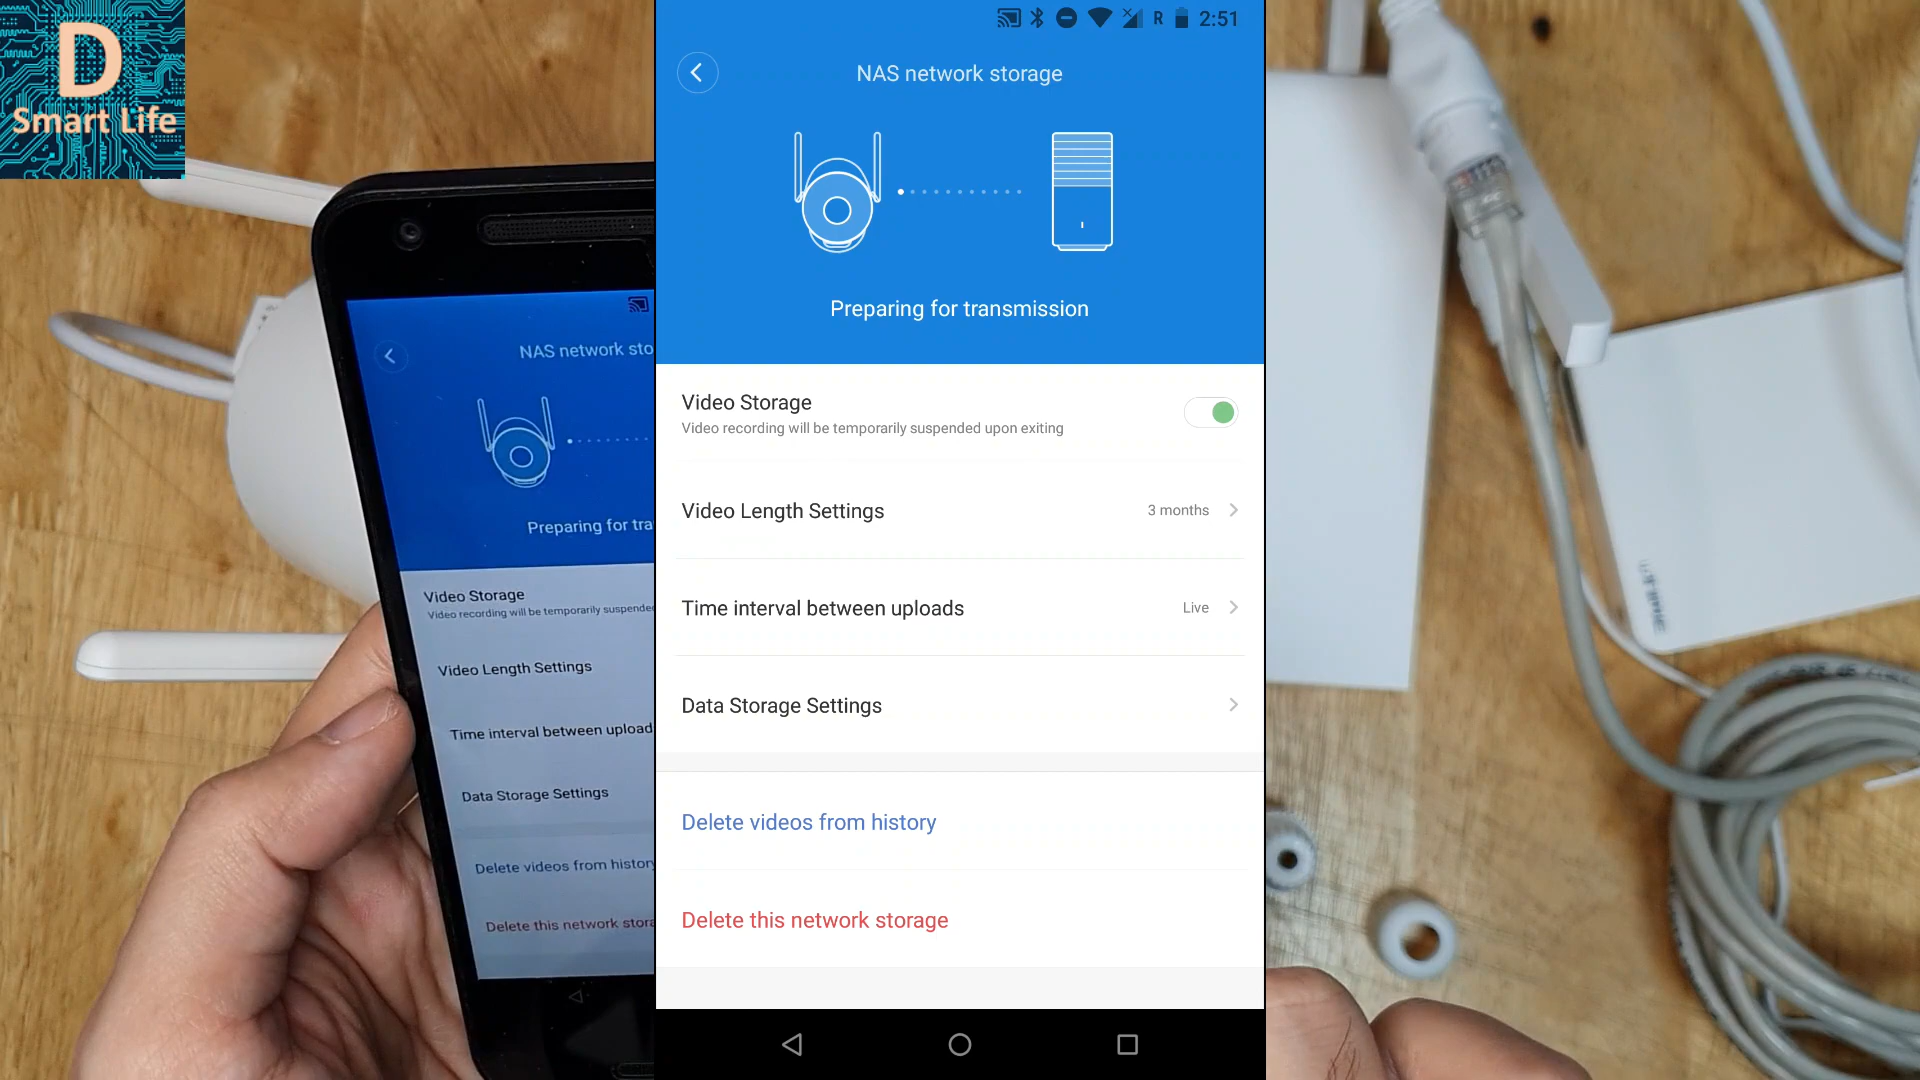 D
Smart Life
R 2:51
NAS network storage
Preparing for transmission
Video Storage
Video recording will be temporarily suspended upon exiting
Video Length Settings 3 months
Time interval between uploads Live
Data Storage Settings
Delete videos from history
Delete this network storage
NAS network sto
Preparing for tra
Video Storage
Video recording will be temporarily suspende
Video Length Settings
Time interval between upload
Data Storage Settings
Delete videos from history
Delete this network stora